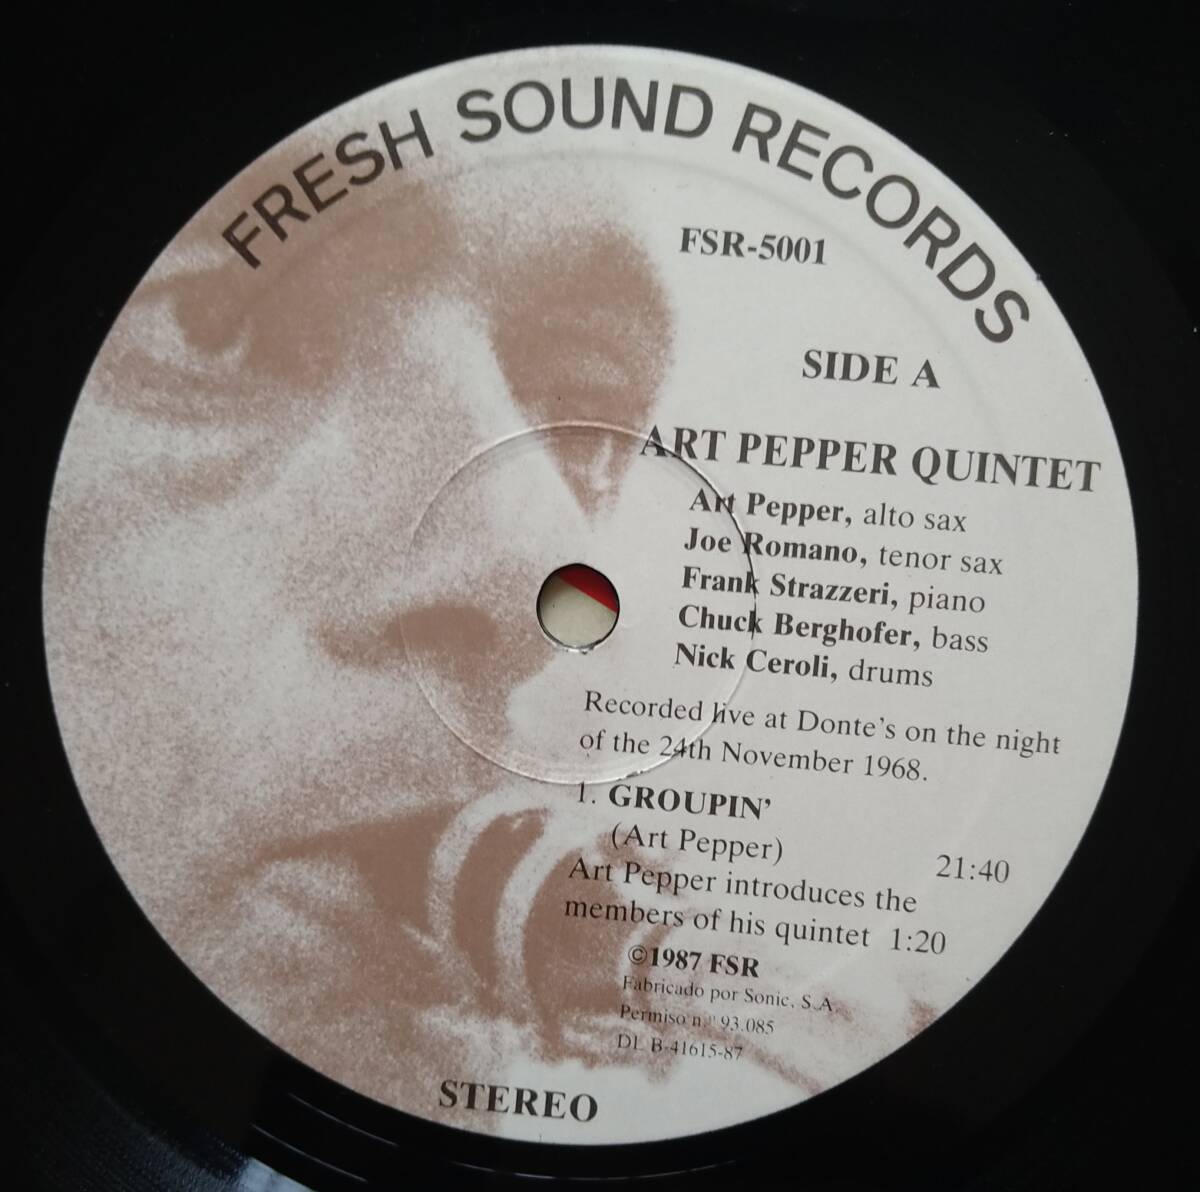 FRESH SOUND RECORDS
FSR-5001
SIDE A
ART PEPPER QUINTET
Art Pepper, alto sax
Joe Romano, tenor sax
Frank Strazzeri, piano
Chuck Berghofer, bass
Nick Ceroli, drums
Recorded live at Donte's on the night
of the 24th November 1968.
1. GROUPIN'
(Art Pepper) 21:40
Art Pepper introduces the
members of his quintet 1:20
©1987 FSR
Fabricado por Sonic, S.A.
Permiso n.º 93.085
DL B-41615-87
STEREO